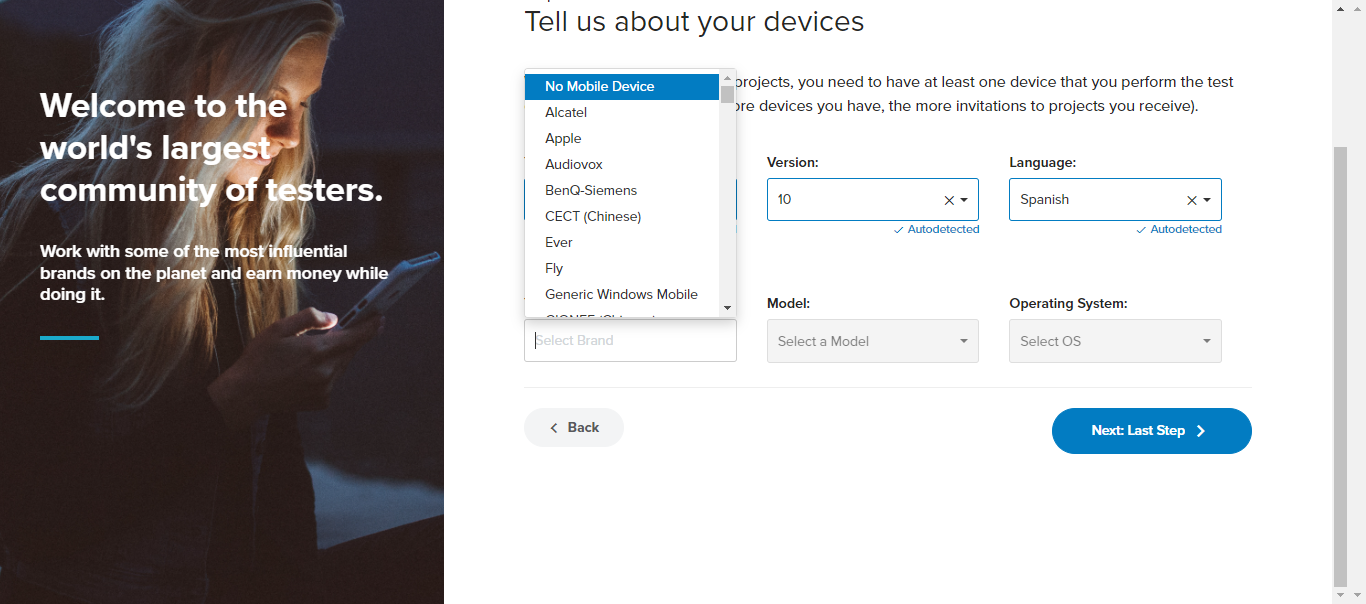 Welcome to the
world's largest
community of testers.
Work with some of the most influential
brands on the planet and earn money while
doing it.
Tell us about your devices
projects, you need to have at least one device that you perform the test
devices you have, the more invitations to projects you receive).
No Mobile Device
Alcatel
Apple
Audiovox
BenQ-Siemens
CECT (Chinese)
Ever
Fly
Generic Windows Mobile
Version:
10
Autodetected
Language:
Spanish
Autodetected
Select Brand
Model:
Select a Model
Operating System:
Select OS
Back
Next: Last Step